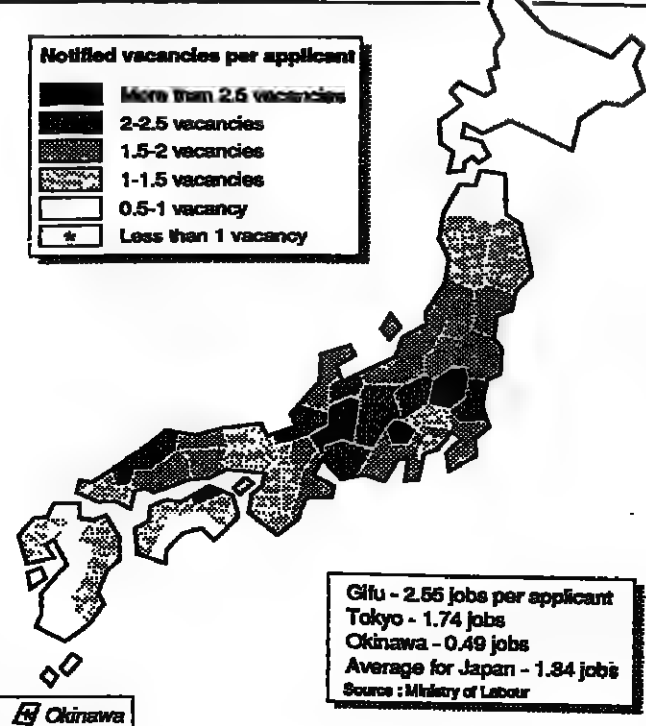 Notified vacancies per applicant
More than 2.5 vacancies
2-2.5 vacancies
1.5-2 vacancies
1-1.5 vacancies
0.5-1 vacancy
* Less than 1 vacancy
Gifu - 2.55 jobs per applicant
Tokyo - 1.74 jobs
Okinawa - 0.49 jobs
Average for Japan - 1.34 jobs
Source : Ministry of Labour
* Okinawa